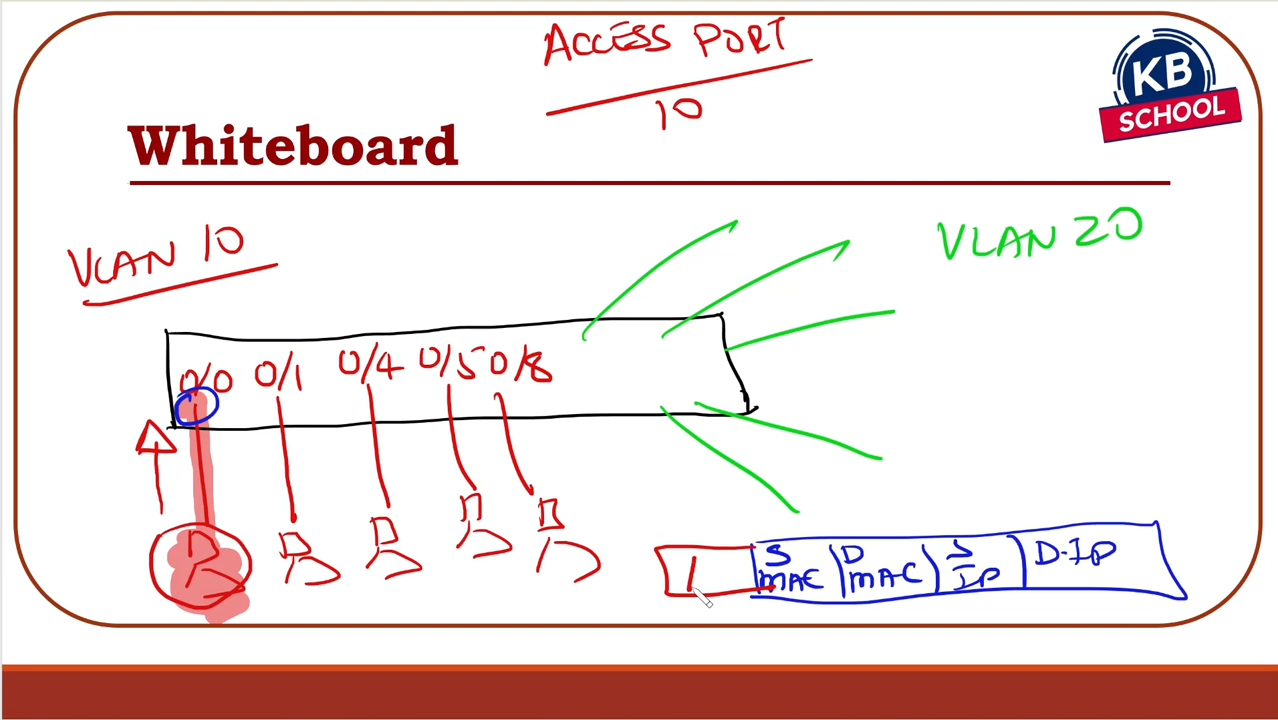 ACCESS PORT
10
KB
SCHOOL
Whiteboard
VLAN 10
VLAN 20
0/0 0/1 0/4 0/5 0/8
1
S MAC
D MAC
S IP
D-IP